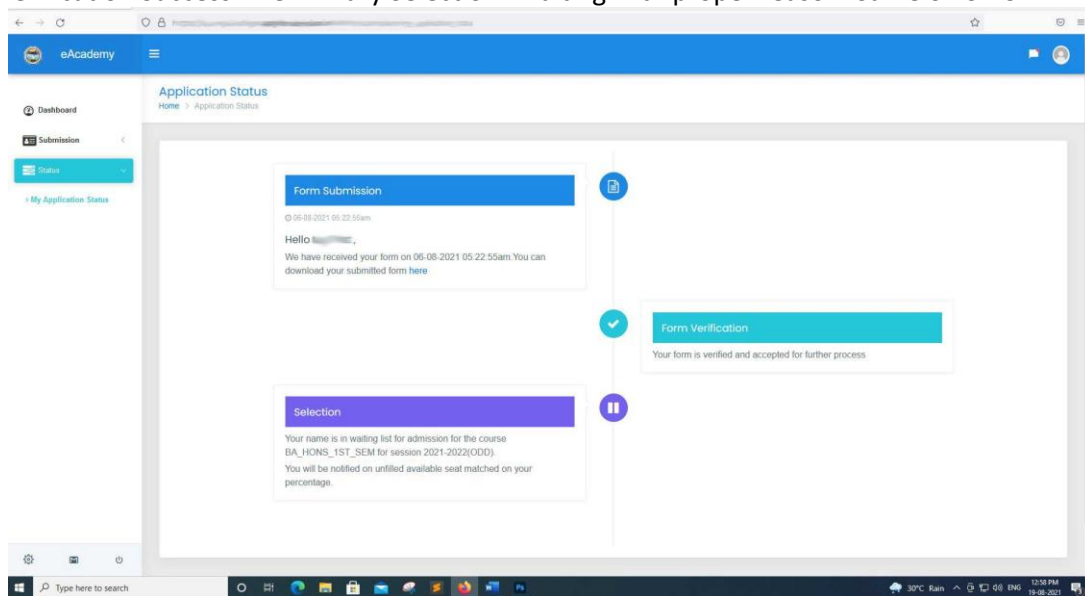 eAcademy
Application Status
Home > Application Status
Dashboard
Submission
Status
> My Application Status
Form Submission
06-08-2021 05:22:55am
Hello
We have received your form on 06-08-2021 05:22:55am.You can
download your submitted form here
Form Verification
Your form is verified and accepted for further process
Selection
Your name is in waiting list for admission for the course
BA_HONS_1ST_SEM for session 2021-2022(ODD).
You will be notified on unfilled available seat matched on your
percentage.
Type here to search
30°C Rain
ENG
12:58 PM
19-08-2021